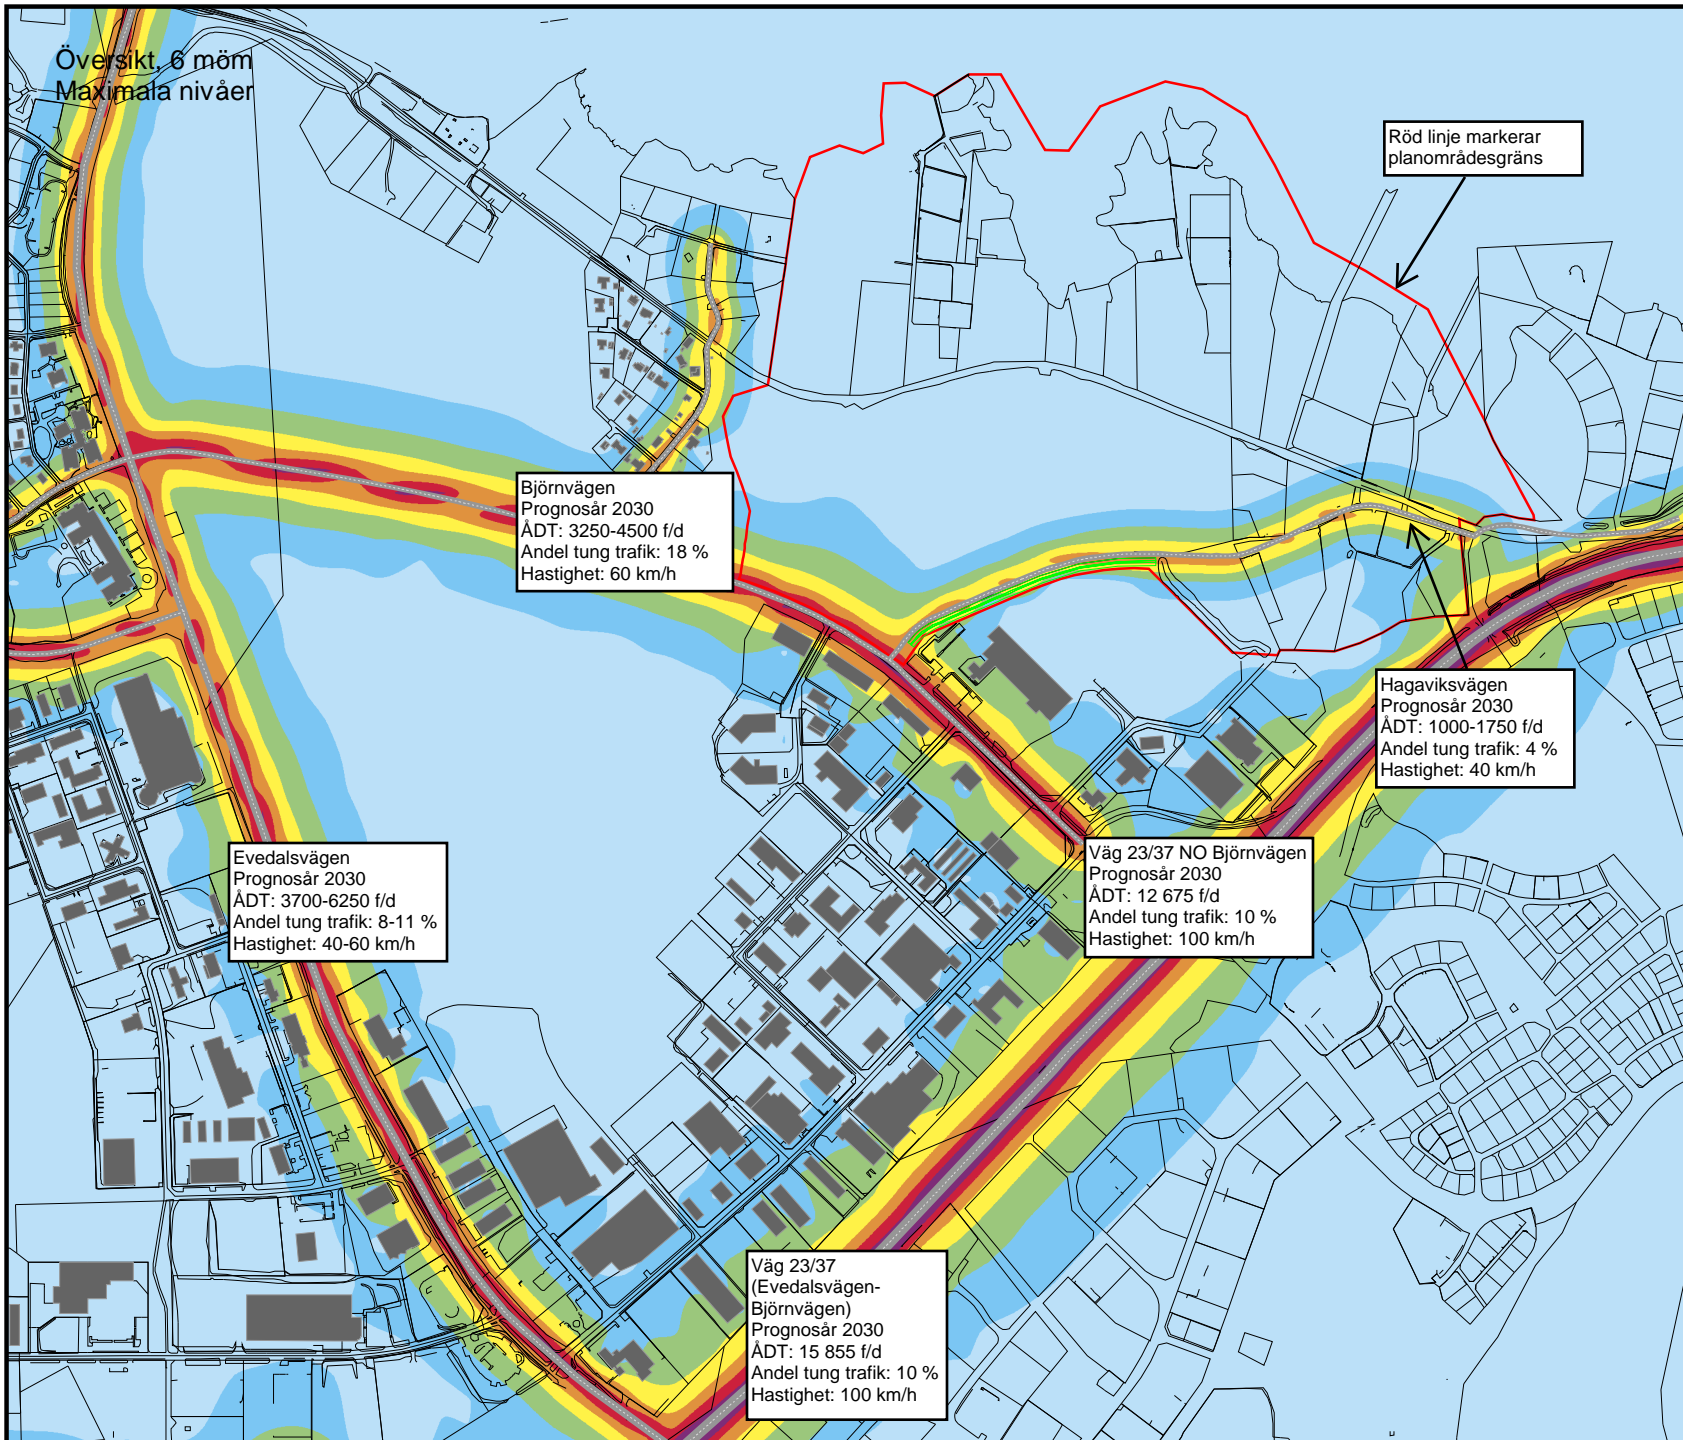 Översikt, 6 möm
Maximala nivåer
Röd linje markerar
planområdesgräns
Björnvägen
Prognosår 2030
ÅDT: 3250-4500 f/d
Andel tung trafik: 18 %
Hastighet: 60 km/h
Hagaviksvägen
Prognosår 2030
ÅDT: 1000-1750 f/d
Andel tung trafik: 4 %
Hastighet: 40 km/h
Evedalsvägen
Prognosår 2030
ÅDT: 3700-6250 f/d
Andel tung trafik: 8-11 %
Hastighet: 40-60 km/h
Väg 23/37 NO Björnvägen
Prognosår 2030
ÅDT: 12 675 f/d
Andel tung trafik: 10 %
Hastighet: 100 km/h
Väg 23/37
(Evedalsvägen-
Björnvägen)
Prognosår 2030
ÅDT: 15 855 f/d
Andel tung trafik: 10 %
Hastighet: 100 km/h